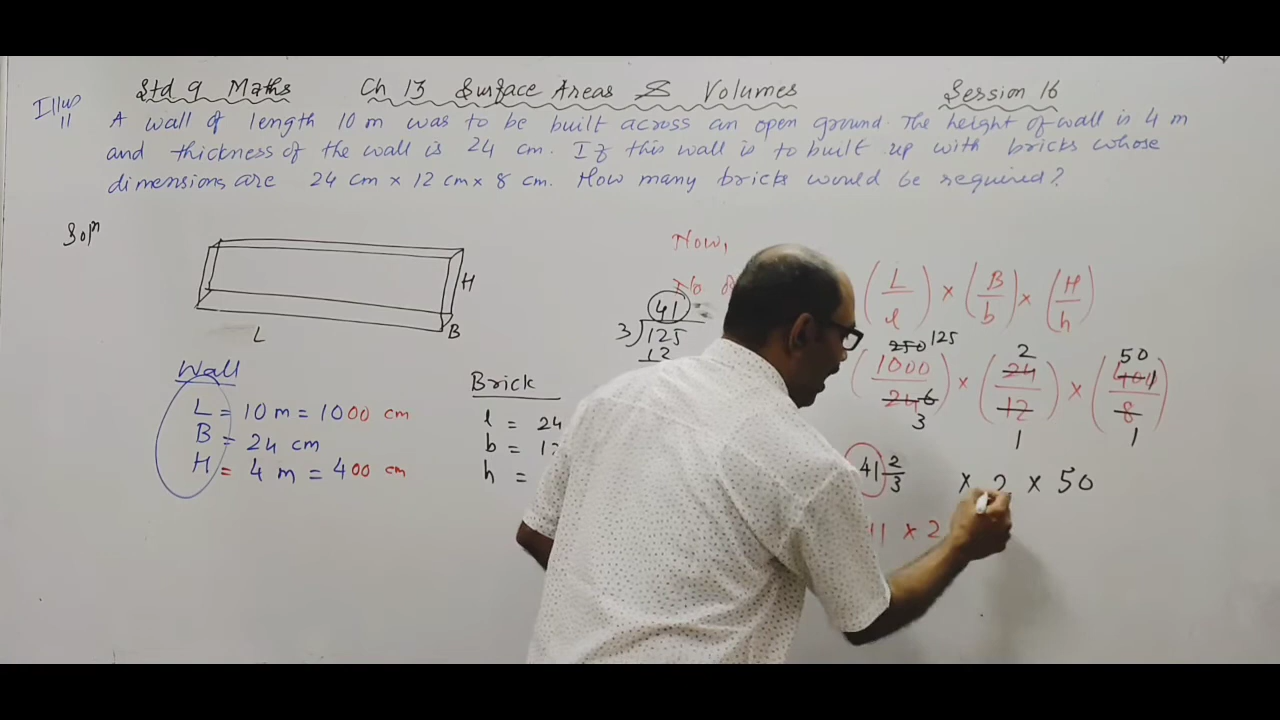 Std 9 Maths Ch 13 Surface Areas & Volumes Session 16
Illus 11
A wall of length 10 m was to be built across an open ground. The height of wall is 4 m
and thickness of the wall is 24 cm. If this wall is to built up with bricks whose
dimensions are 24 cm x 12 cm x 8 cm. How many bricks would be required?
Solⁿ
H
B
L
Wall
L = 10 m = 1000 cm
B = 24 cm
H = 4 m = 400 cm
Brick
l = 24
b =
h =
Now,
No
41
3 125
12
(L/l) × (B/b) × (H/h)
250 125
2
50
(1000/24 6) × (24/12) × (400/8)
3
1
1
41 2/3 × 2 × 50
41 × 2